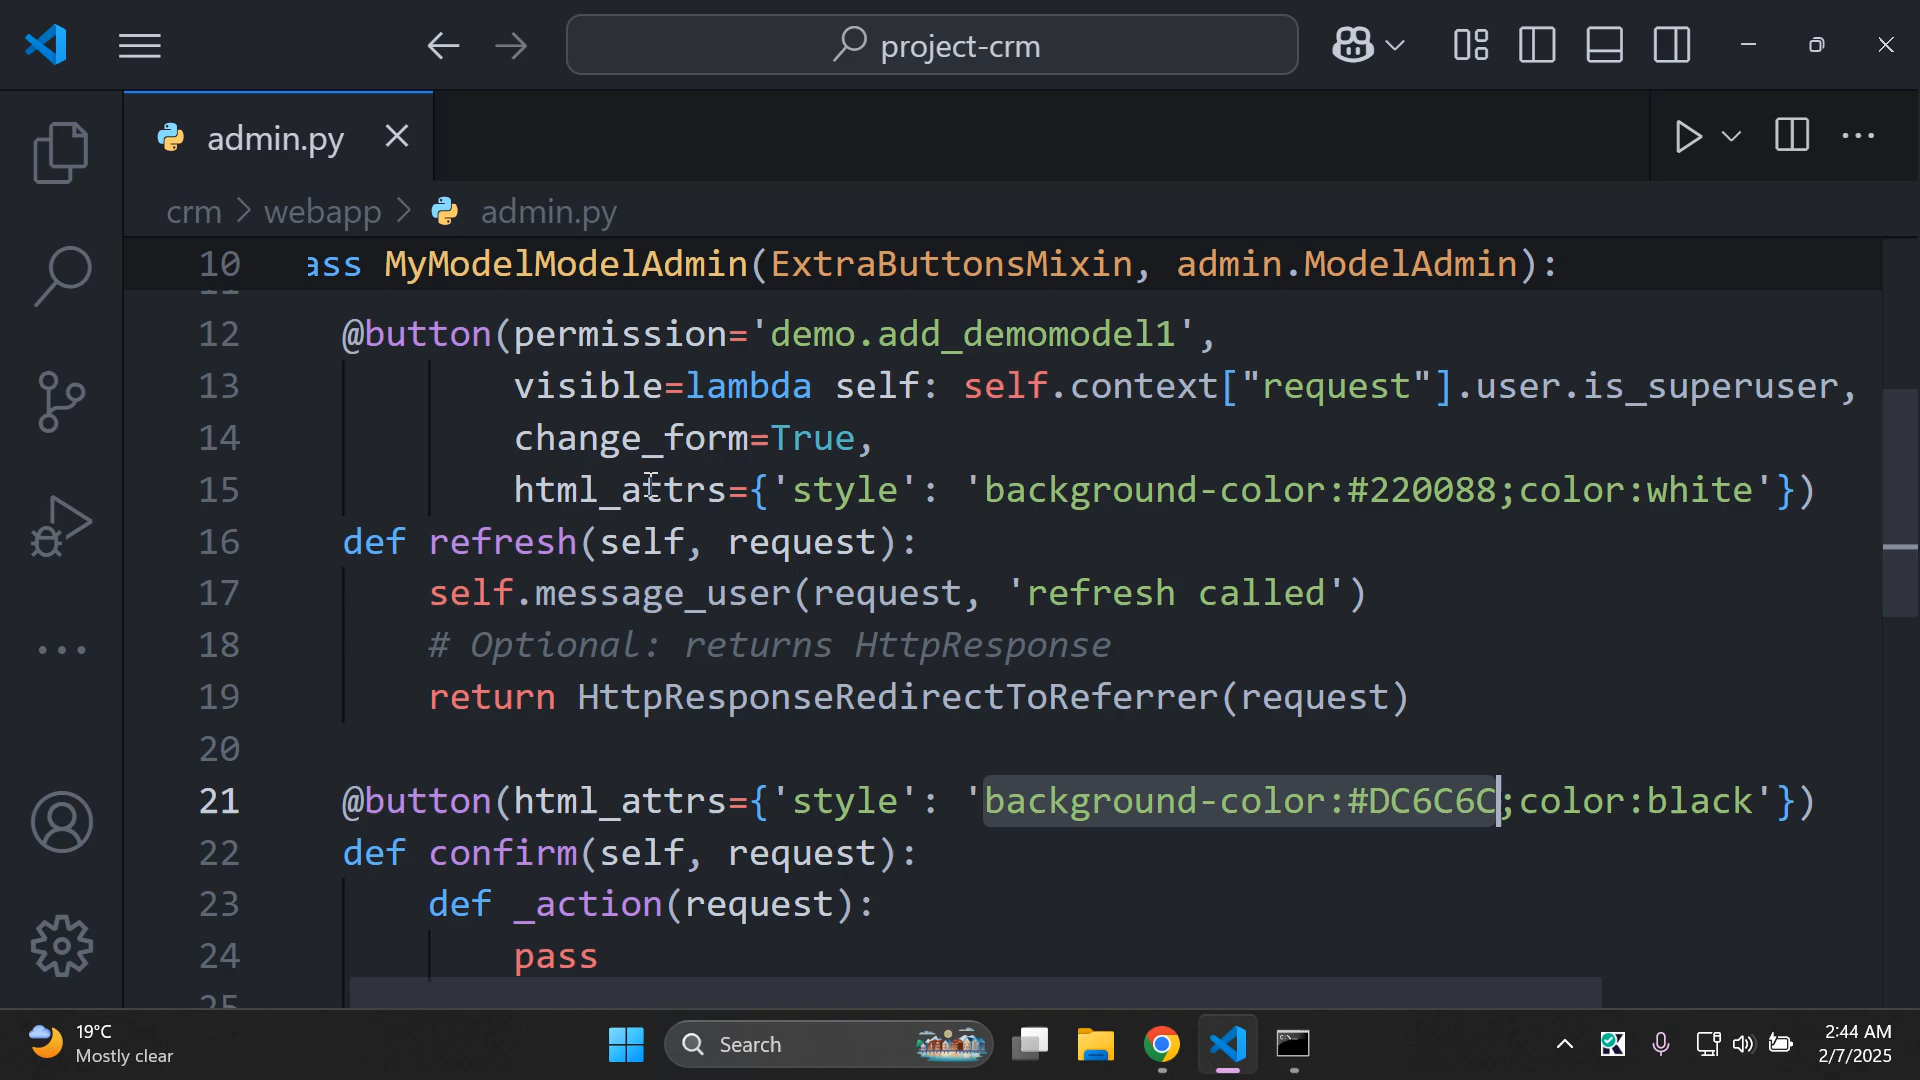 project-crm
admin.py
crm > webapp > admin.py
10 ass MyModelModelAdmin(ExtraButtonsMixin, admin.ModelAdmin):
12 @button(permission='demo.add_demomodel1',
13 visible=lambda self: self.context["request"].user.is_superuser,
14 change_form=True,
15 html_attrs={'style': 'background-color:#220088;color:white'})
16 def refresh(self, request):
17 self.message_user(request, 'refresh called')
18 # Optional: returns HttpResponse
19 return HttpResponseRedirectToReferrer(request)
20
21 @button(html_attrs={'style': 'background-color:#DC6C6C;color:black'})
22 def confirm(self, request):
23 def _action(request):
24 pass
25
19°C
Mostly clear
Search
2:44 AM
2/7/2025